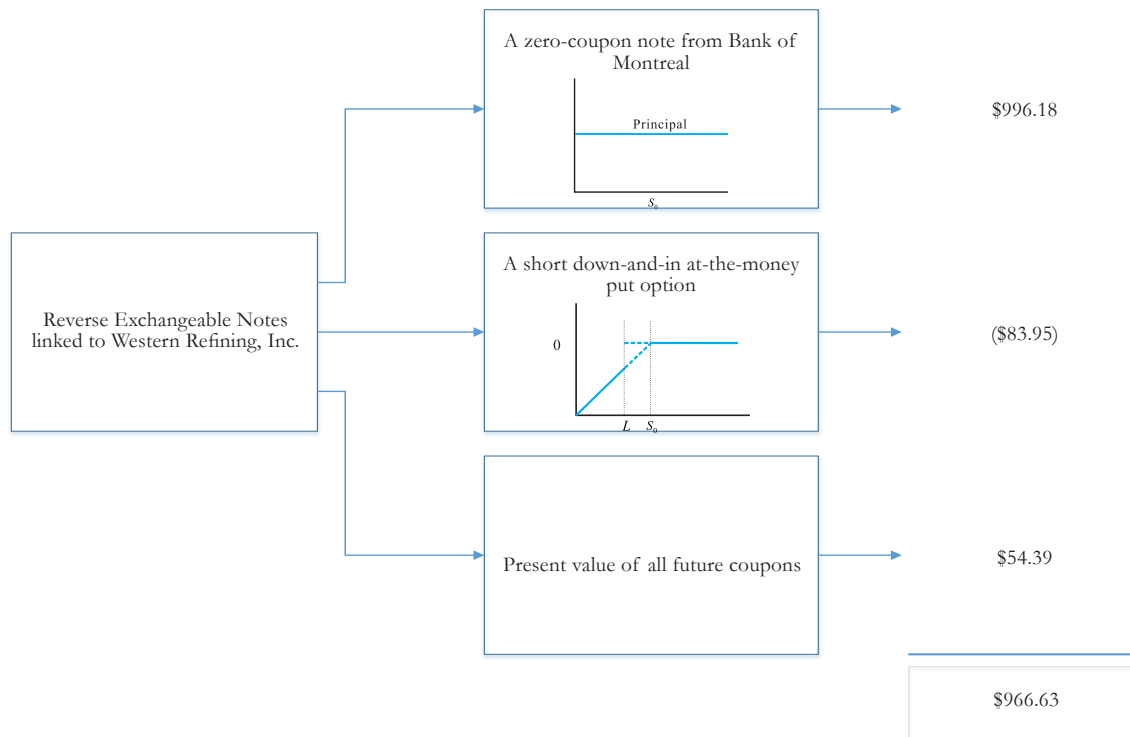 A zero-coupon note from Bank of
Montreal
Principal
S₀
$996.18
Reverse Exchangeable Notes
linked to Western Refining, Inc.
A short down-and-in at-the-money
put option
0
L S₀
($83.95)
Present value of all future coupons
$54.39
$966.63